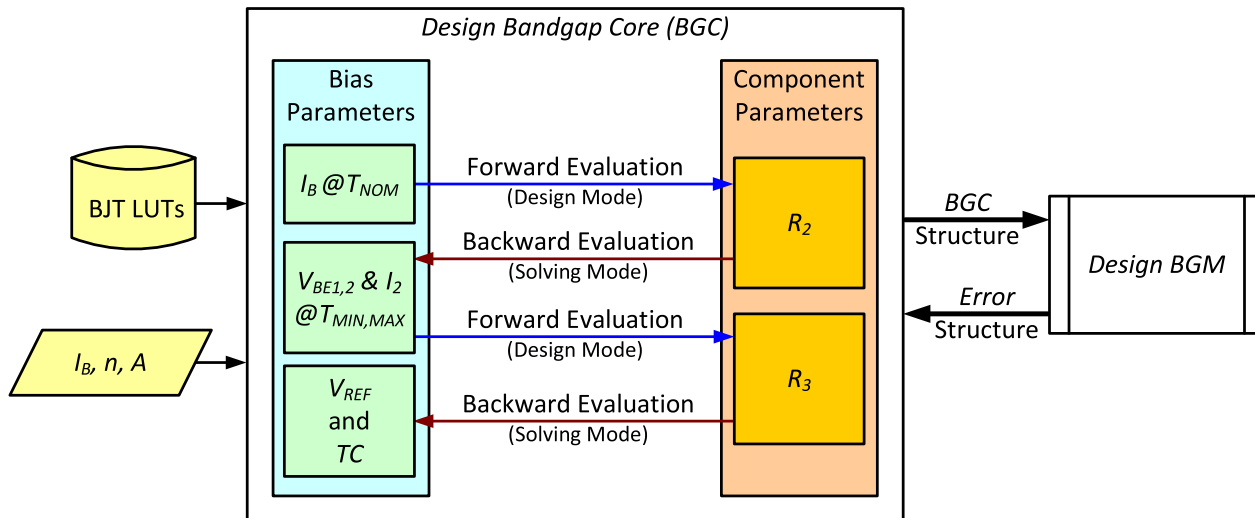 Design Bandgap Core (BGC)
Bias
Parameters
Component
Parameters
BJT LUTs
I_B, n, A
I_B @T_NOM
Forward Evaluation
(Design Mode)
R_2
Backward Evaluation
(Solving Mode)
V_BE1,2 & I_2
@T_MIN,MAX
Forward Evaluation
(Design Mode)
R_3
V_REF
and
TC
Backward Evaluation
(Solving Mode)
BGC
Structure
Design BGM
Error
Structure